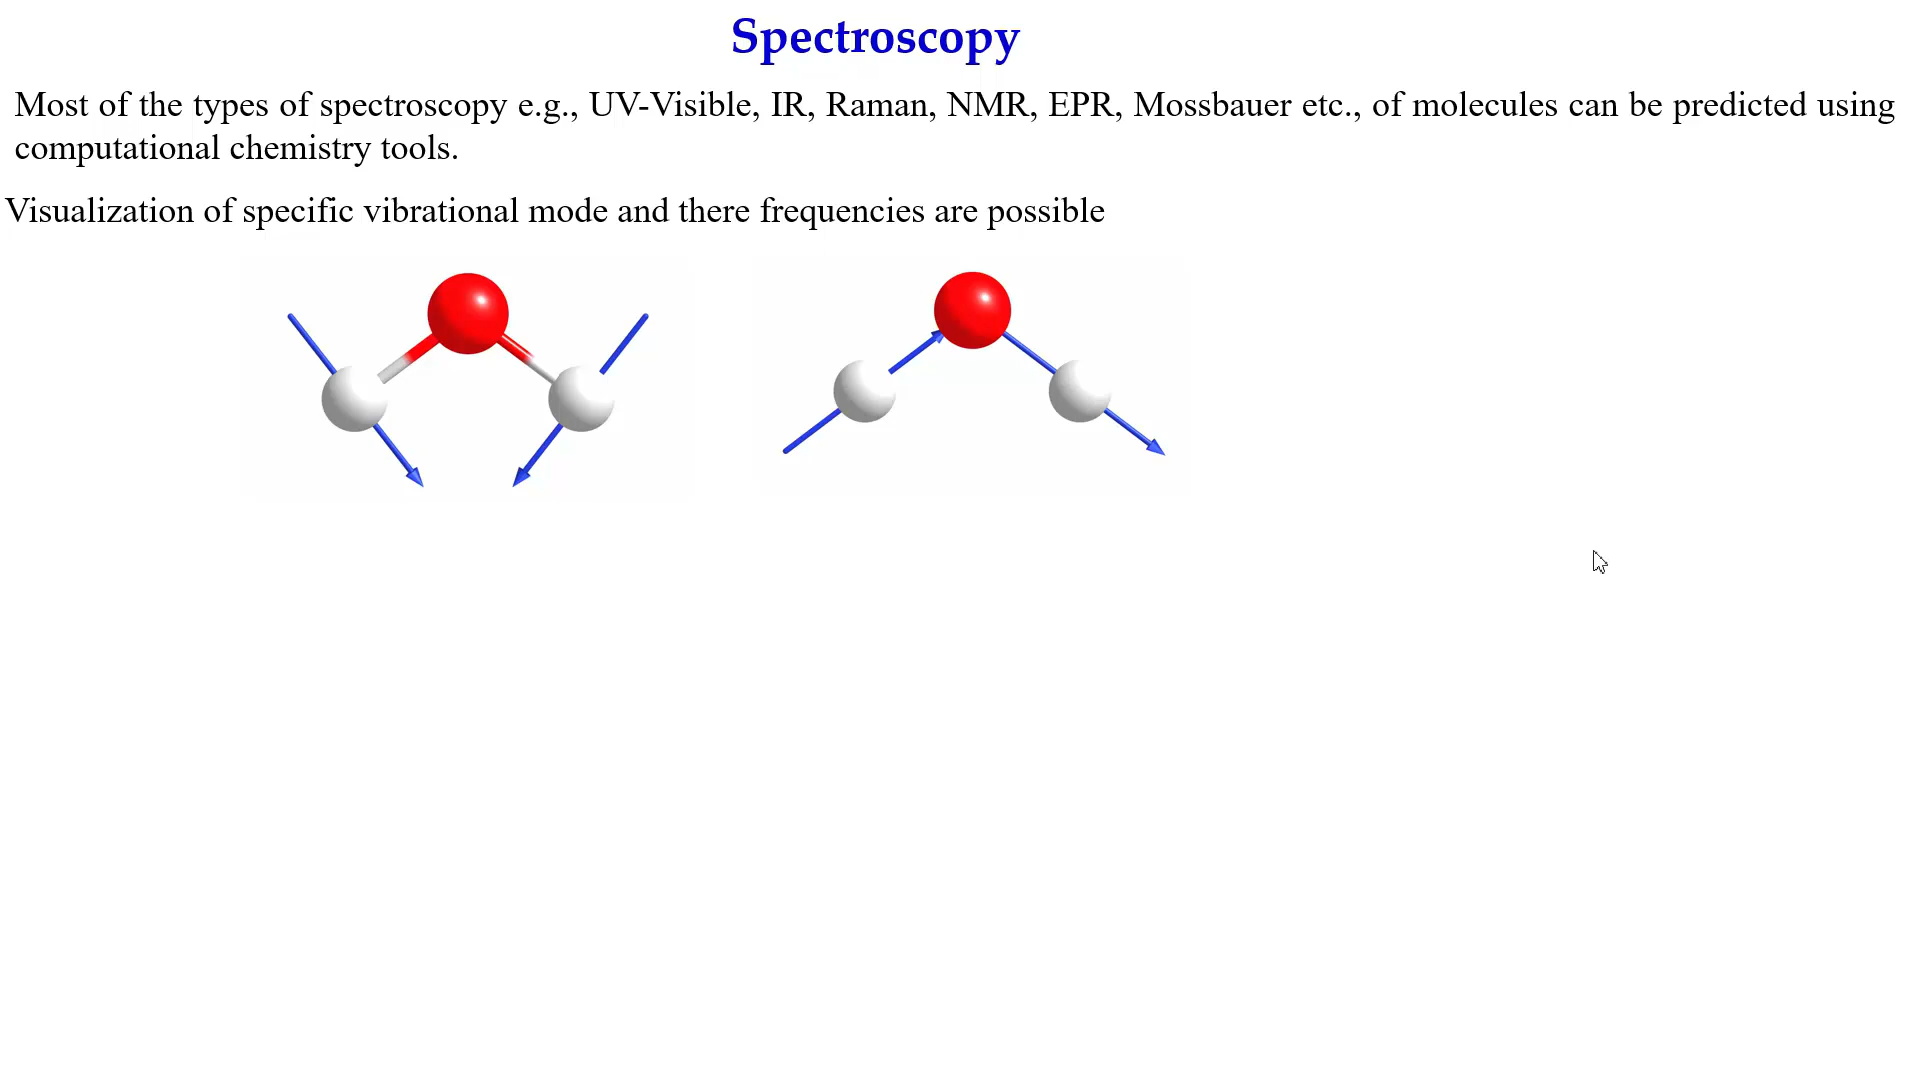 Spectroscopy
Most of the types of spectroscopy e.g., UV-Visible, IR, Raman, NMR, EPR, Mossbauer etc., of molecules can be predicted using
computational chemistry tools.
Visualization of specific vibrational mode and there frequencies are possible